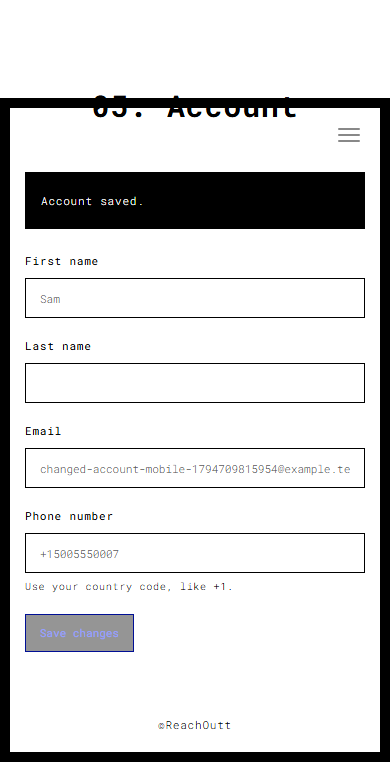 05. Account
Account saved.
First name
Sam
Last name
Email
changed-account-mobile-1794709815954@example.te
Phone number
+15005550007
Use your country code, like +1.
Save changes
©ReachOutt